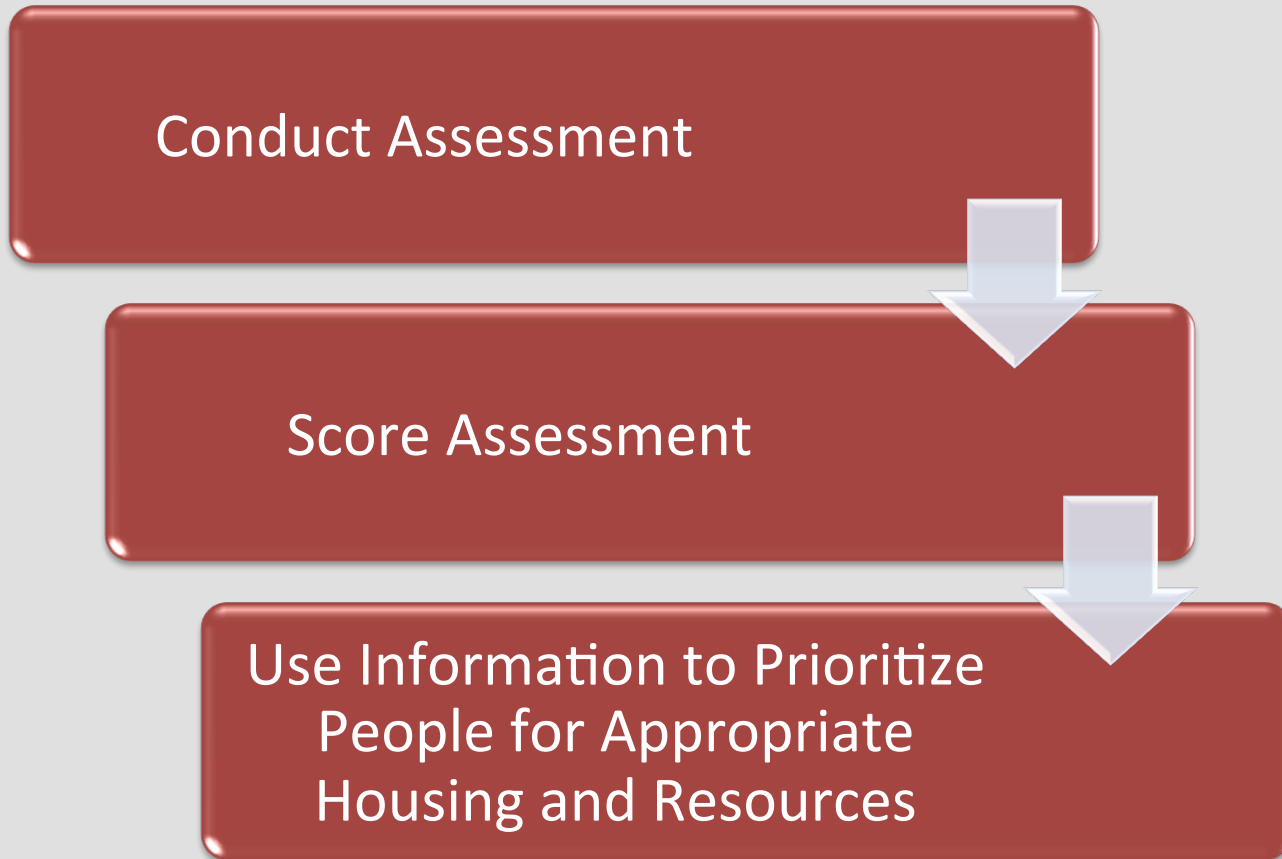 Conduct Assessment
Score Assessment
Use Information to Prioritize
People for Appropriate
Housing and Resources